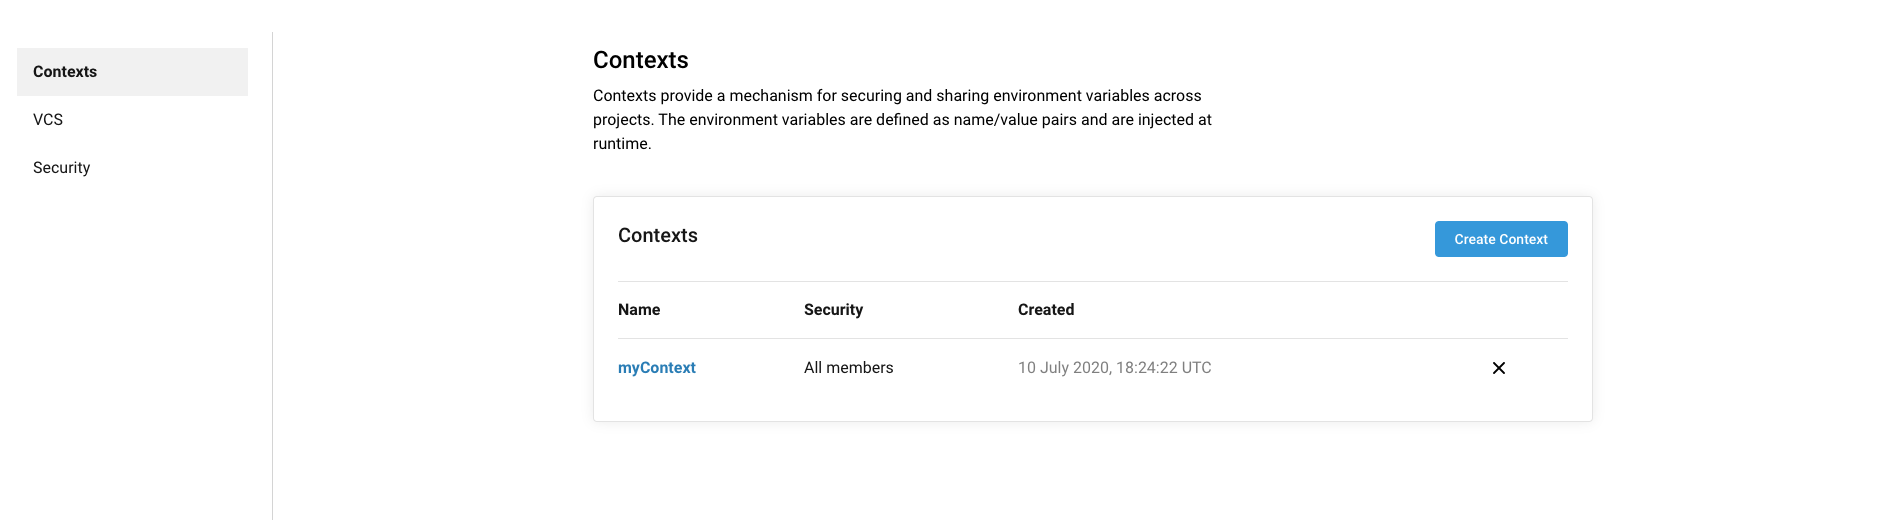 Contexts
VCS
Security
Contexts
Contexts provide a mechanism for securing and sharing environment variables across
projects. The environment variables are defined as name/value pairs and are injected at
runtime.
Contexts
Create Context
Name Security Created
myContext All members 10 July 2020, 18:24:22 UTC